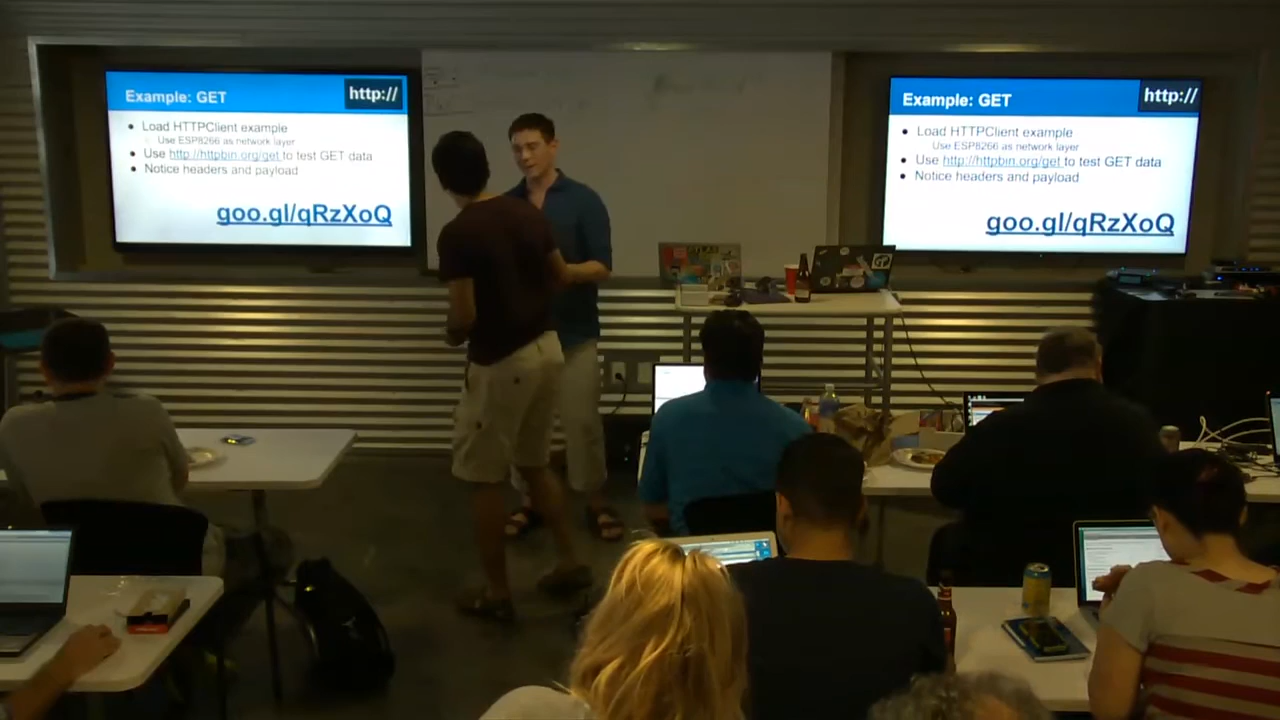 Example: GET
http://
Load HTTPClient example
Use ESP8266 as network layer
Use http://httpbin.org/get to test GET data
Notice headers and payload
goo.gl/qRzXoQ
Example: GET
http://
Load HTTPClient example
Use ESP8266 as network layer
Use http://httpbin.org/get to test GET data
Notice headers and payload
goo.gl/qRzXoQ